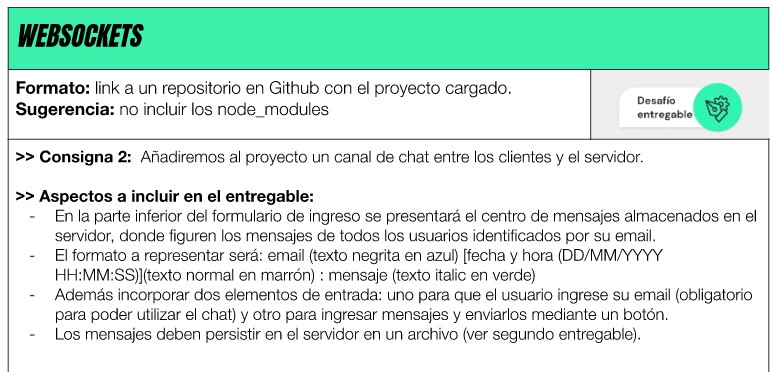 WEBSOCKETS
Formato: link a un repositorio en Github con el proyecto cargado.
Sugerencia: no incluir los node_modules
Desafío
entregable
>> Consigna 2:  Añadiremos al proyecto un canal de chat entre los clientes y el servidor.
>> Aspectos a incluir en el entregable:
- En la parte inferior del formulario de ingreso se presentará el centro de mensajes almacenados en el
servidor, donde figuren los mensajes de todos los usuarios identificados por su email.
- El formato a representar será: email (texto negrita en azul) [fecha y hora (DD/MM/YYYY
HH:MM:SS)](texto normal en marrón) : mensaje (texto italic en verde)
- Además incorporar dos elementos de entrada: uno para que el usuario ingrese su email (obligatorio
para poder utilizar el chat) y otro para ingresar mensajes y enviarlos mediante un botón.
- Los mensajes deben persistir en el servidor en un archivo (ver segundo entregable).